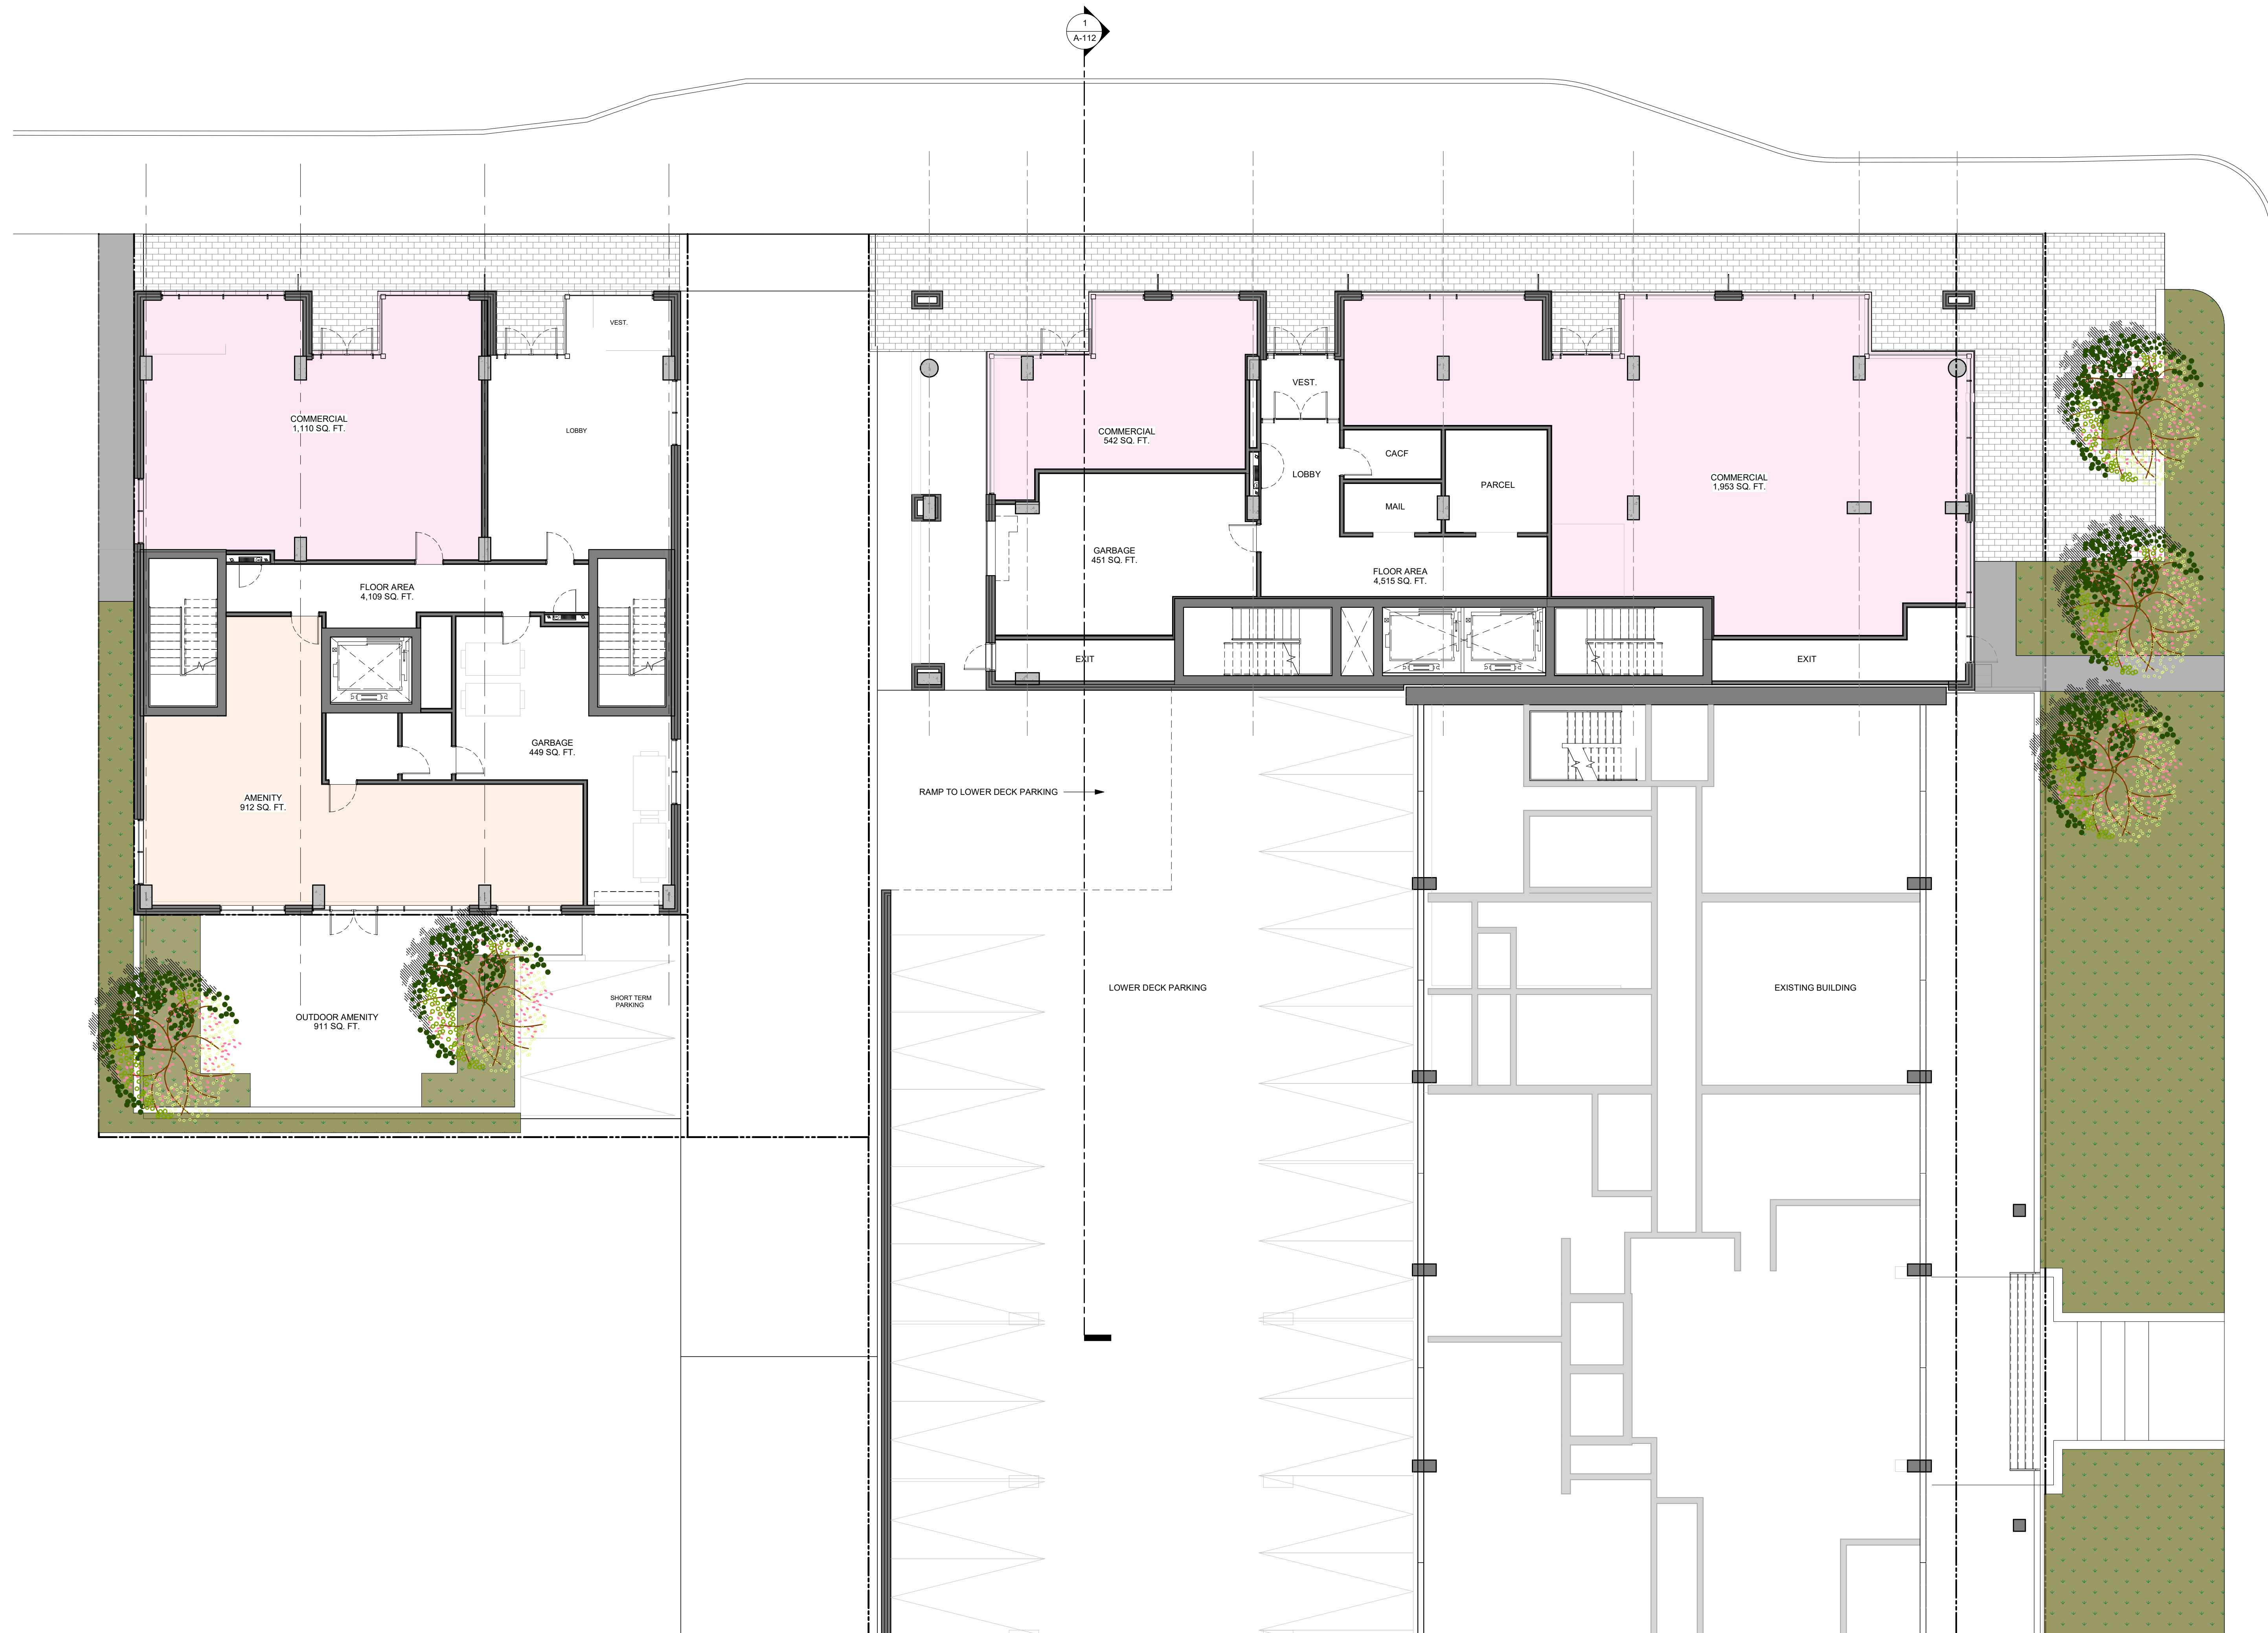 1
A-112
VEST.
COMMERCIAL
1,110 SQ. FT.
LOBBY
FLOOR AREA
4,109 SQ. FT.
GARBAGE
449 SQ. FT.
AMENITY
912 SQ. FT.
OUTDOOR AMENITY
911 SQ. FT.
SHORT TERM
PARKING
COMMERCIAL
542 SQ. FT.
VEST.
LOBBY
CACF
MAIL
PARCEL
COMMERCIAL
1,953 SQ. FT.
GARBAGE
451 SQ. FT.
FLOOR AREA
4,515 SQ. FT.
EXIT
EXIT
RAMP TO LOWER DECK PARKING
LOWER DECK PARKING
EXISTING BUILDING